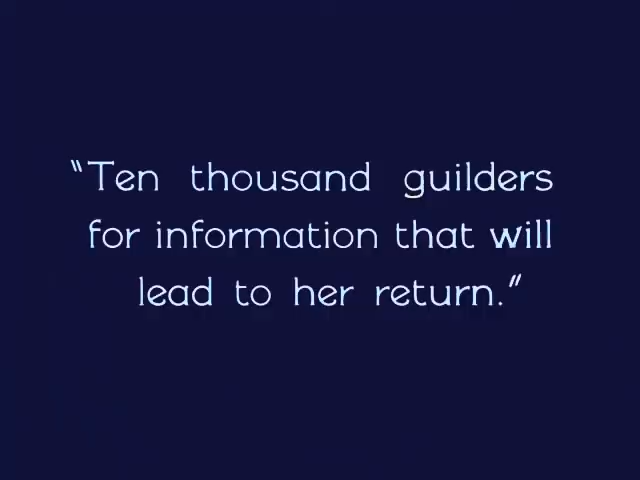 “Ten thousand guilders
for information that will
lead to her return.”